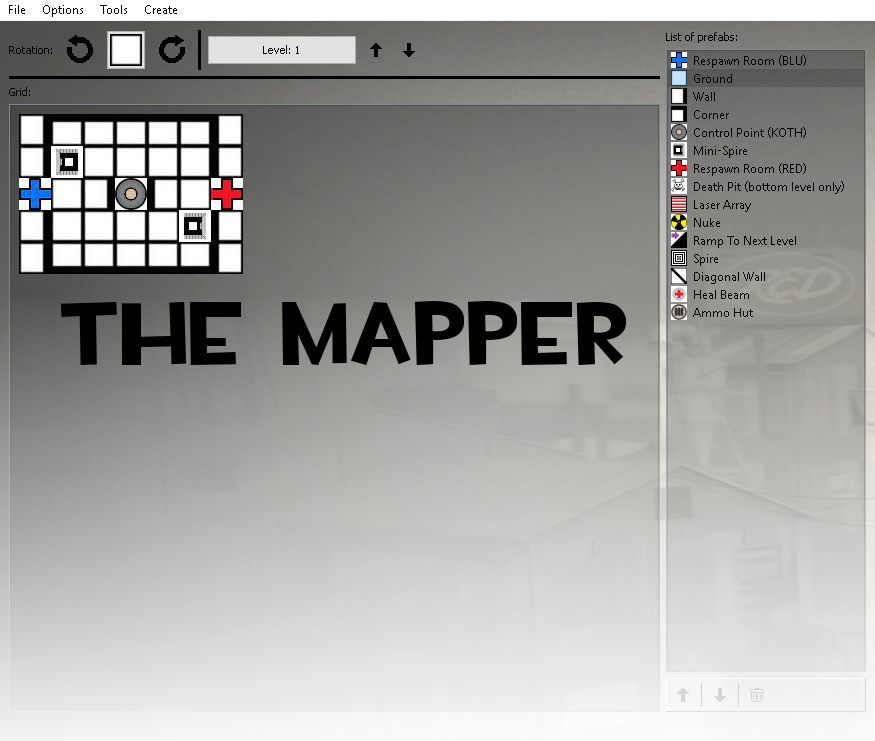 File Options Tools Create
Rotation:
Level: 1
List of prefabs:
Grid:
Respawn Room (BLU)
Ground
Wall
Corner
Control Point (KOTH)
Mini-Spire
Respawn Room (RED)
Death Pit (bottom level only)
Laser Array
Nuke
Ramp To Next Level
Spire
Diagonal Wall
Heal Beam
Ammo Hut
RED
THE MAPPER